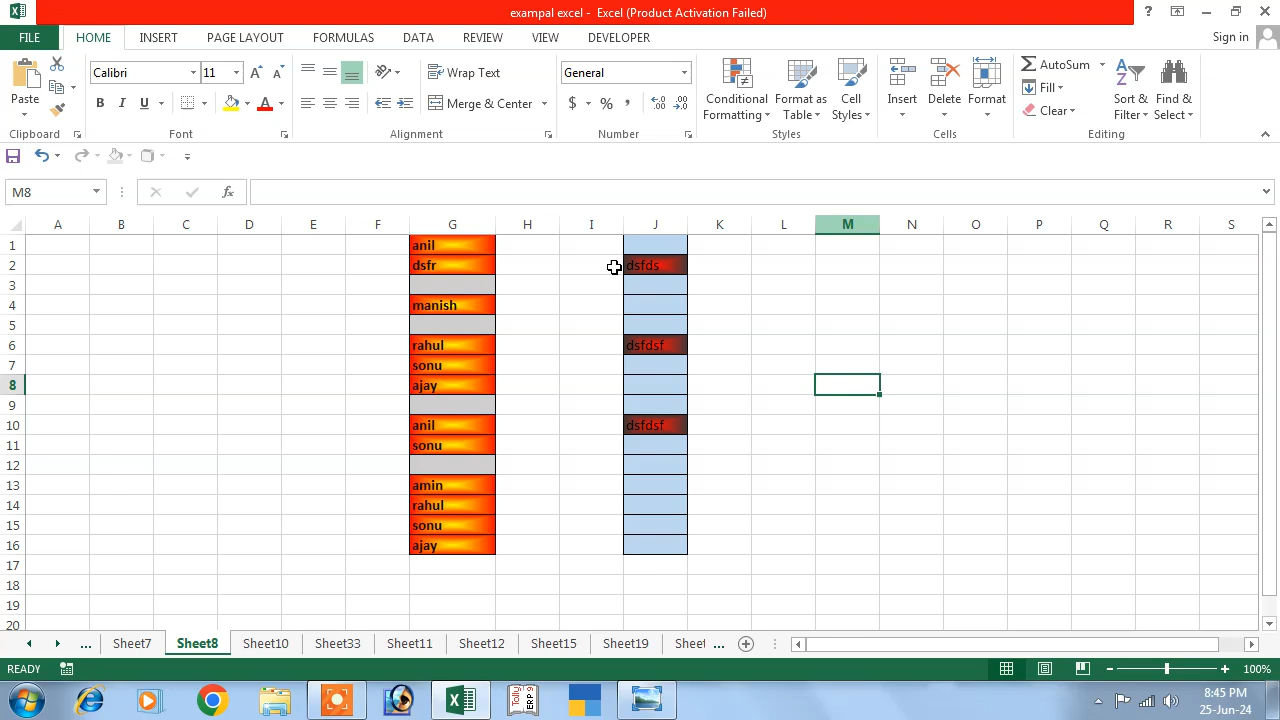 exampal excel - Excel (Product Activation Failed)
?
FILE HOME INSERT PAGE LAYOUT FORMULAS DATA REVIEW VIEW DEVELOPER Sign in
Paste
Calibri 11
B I U A
Wrap Text
Merge & Center
General
$ % ,
Conditional Formatting
Format as Table
Cell Styles
Insert
Delete
Format
AutoSum
Fill
Clear
Sort & Filter
Find & Select
Clipboard Font Alignment Number Styles Cells Editing
M8
fx
A B C D E F G H I J K L M N O P Q R S
1 anil
2 dsfr dsfds
3
4 manish
5
6 rahul dsfdsf
7 sonu
8 ajay
9
10 anil dsfdsf
11 sonu
12
13 amin
14 rahul
15 sonu
16 ajay
17
18
19
20
... Sheet7 Sheet8 Sheet10 Sheet33 Sheet11 Sheet12 Sheet15 Sheet19 Sheet ...
READY 100%
Tally ERP 9
8:45 PM
25-Jun-24